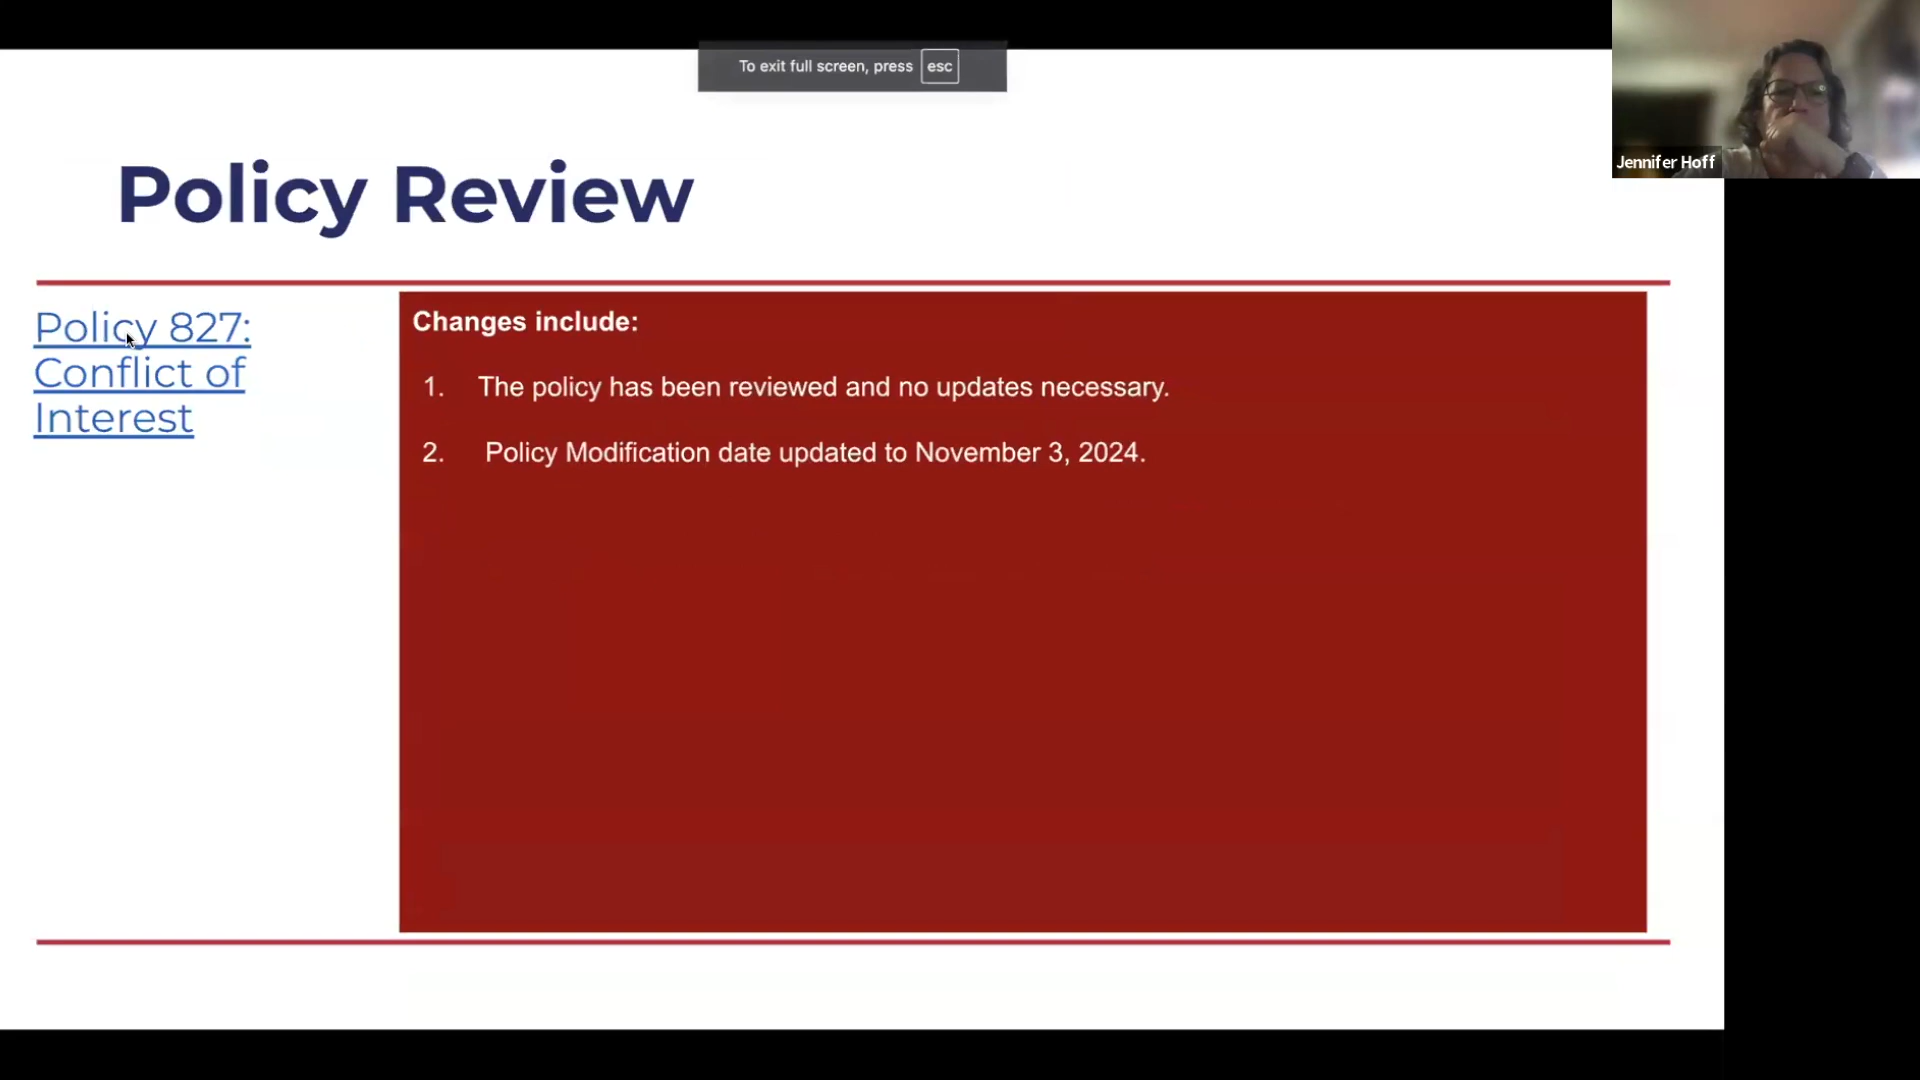 To exit full screen, press esc
Jennifer Hoff
Policy Review
Policy 827:
Conflict of
Interest
Changes include:
1. The policy has been reviewed and no updates necessary.
2. Policy Modification date updated to November 3, 2024.